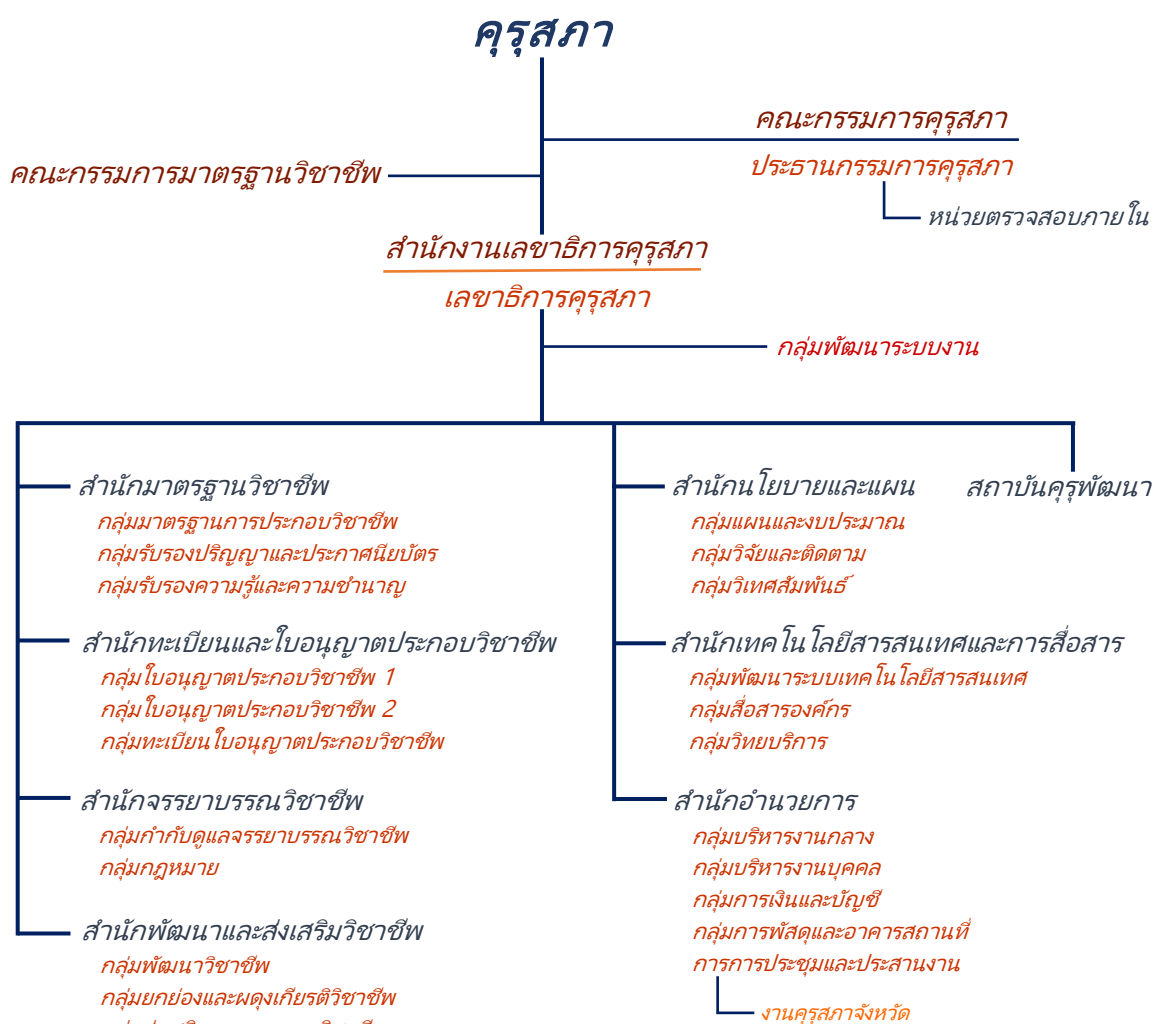 คุรุสภา
คณะกรรมการคุรุสภา
ประธานกรรมการคุรุสภา
คณะกรรมการมาตรฐานวิชาชีพ
หน่วยตรวจสอบภายใน
สำนักงานเลขาธิการคุรุสภา
เลขาธิการคุรุสภา
กลุ่มพัฒนาระบบงาน
สำนักมาตรฐานวิชาชีพ
กลุ่มมาตรฐานการประกอบวิชาชีพ
กลุ่มรับรองปริญญาและประกาศนียบัตร
กลุ่มรับรองความรู้และความชำนาญ
สำนักทะเบียนและใบอนุญาตประกอบวิชาชีพ
กลุ่มใบอนุญาตประกอบวิชาชีพ 1
กลุ่มใบอนุญาตประกอบวิชาชีพ 2
กลุ่มทะเบียนใบอนุญาตประกอบวิชาชีพ
สำนักจรรยาบรรณวิชาชีพ
กลุ่มกำกับดูแลจรรยาบรรณวิชาชีพ
กลุ่มกฎหมาย
สำนักพัฒนาและส่งเสริมวิชาชีพ
กลุ่มพัฒนาวิชาชีพ
กลุ่มยกย่องและผดุงเกียรติวิชาชีพ
สำนักนโยบายและแผน
กลุ่มแผนและงบประมาณ
กลุ่มวิจัยและติดตาม
กลุ่มวิเทศสัมพันธ์
สำนักเทคโนโลยีสารสนเทศและการสื่อสาร
กลุ่มพัฒนาระบบเทคโนโลยีสารสนเทศ
กลุ่มสื่อสารองค์กร
กลุ่มวิทยบริการ
สำนักอำนวยการ
กลุ่มบริหารงานกลาง
กลุ่มบริหารงานบุคคล
กลุ่มการเงินและบัญชี
กลุ่มการพัสดุและอาคารสถานที่
การการประชุมและประสานงาน
งานคุรุสภาจังหวัด
สถาบันคุรุพัฒนา